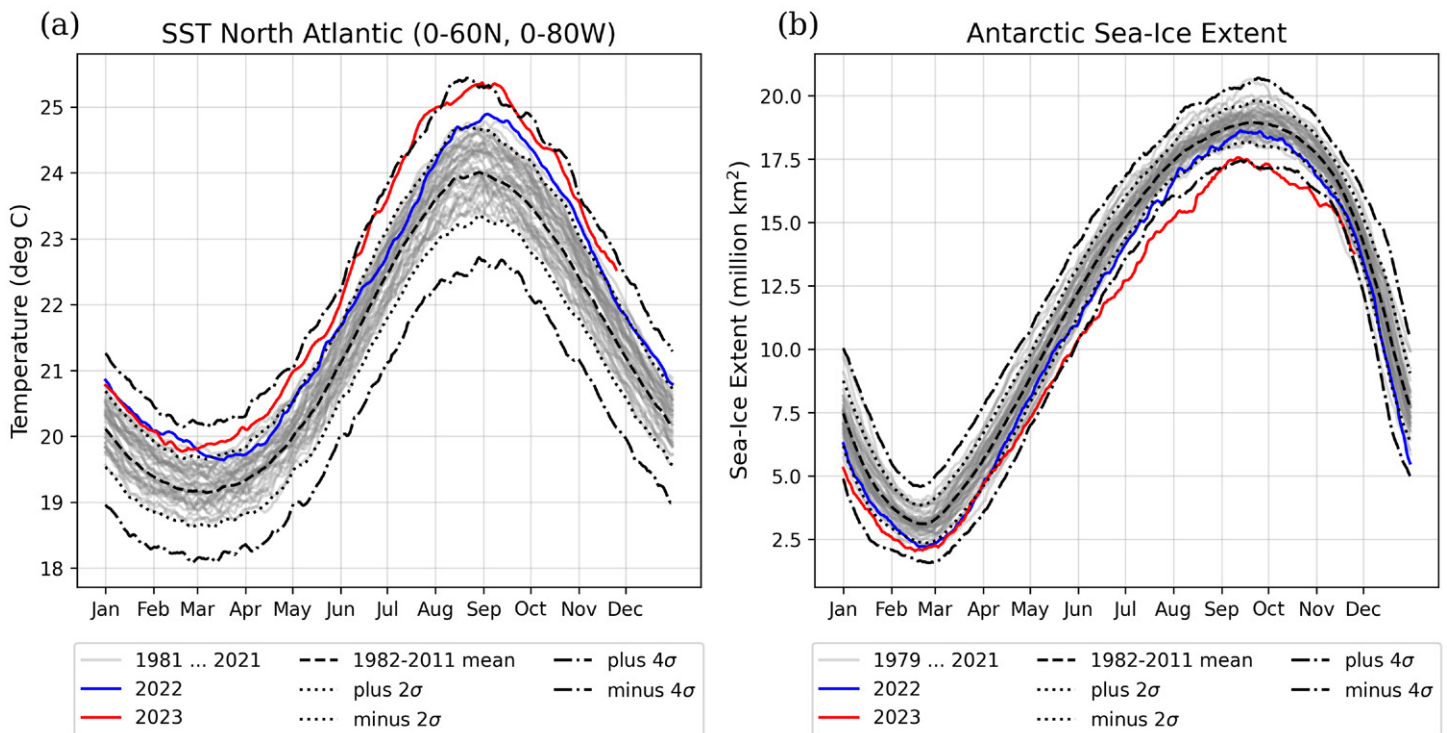 (a)
SST North Atlantic (0-60N, 0-80W)
Temperature (deg C)
25
24
23
22
21
20
19
18
Jan Feb Mar Apr May Jun Jul Aug Sep Oct Nov Dec
1981 ... 2021
2022
2023
1982-2011 mean
plus 2σ
minus 2σ
plus 4σ
minus 4σ
(b)
Antarctic Sea-Ice Extent
Sea-Ice Extent (million km²)
20.0
17.5
15.0
12.5
10.0
7.5
5.0
2.5
Jan Feb Mar Apr May Jun Jul Aug Sep Oct Nov Dec
1979 ... 2021
2022
2023
1982-2011 mean
plus 2σ
minus 2σ
plus 4σ
minus 4σ